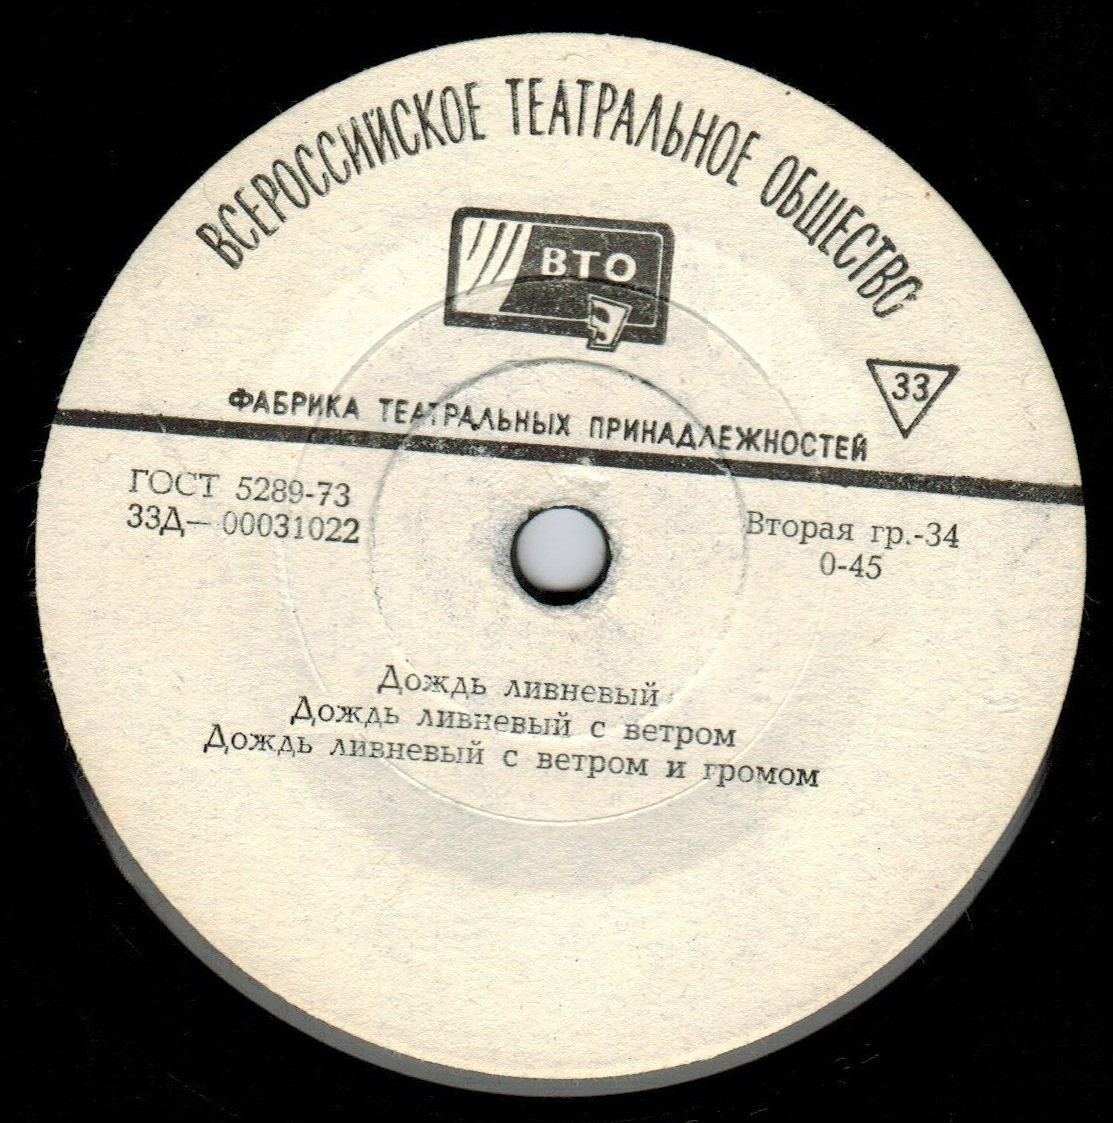 ВСЕРОССИЙСКОЕ ТЕАТРАЛЬНОЕ ОБЩЕСТВО
ВТО
33
ФАБРИКА ТЕАТРАЛЬНЫХ ПРИНАДЛЕЖНОСТЕЙ
ГОСТ 5289-73
33Д—00031022
Вторая гр.-34
0-45
Дождь ливневый
Дождь ливневый с ветром
Дождь ливневый с ветром и громом